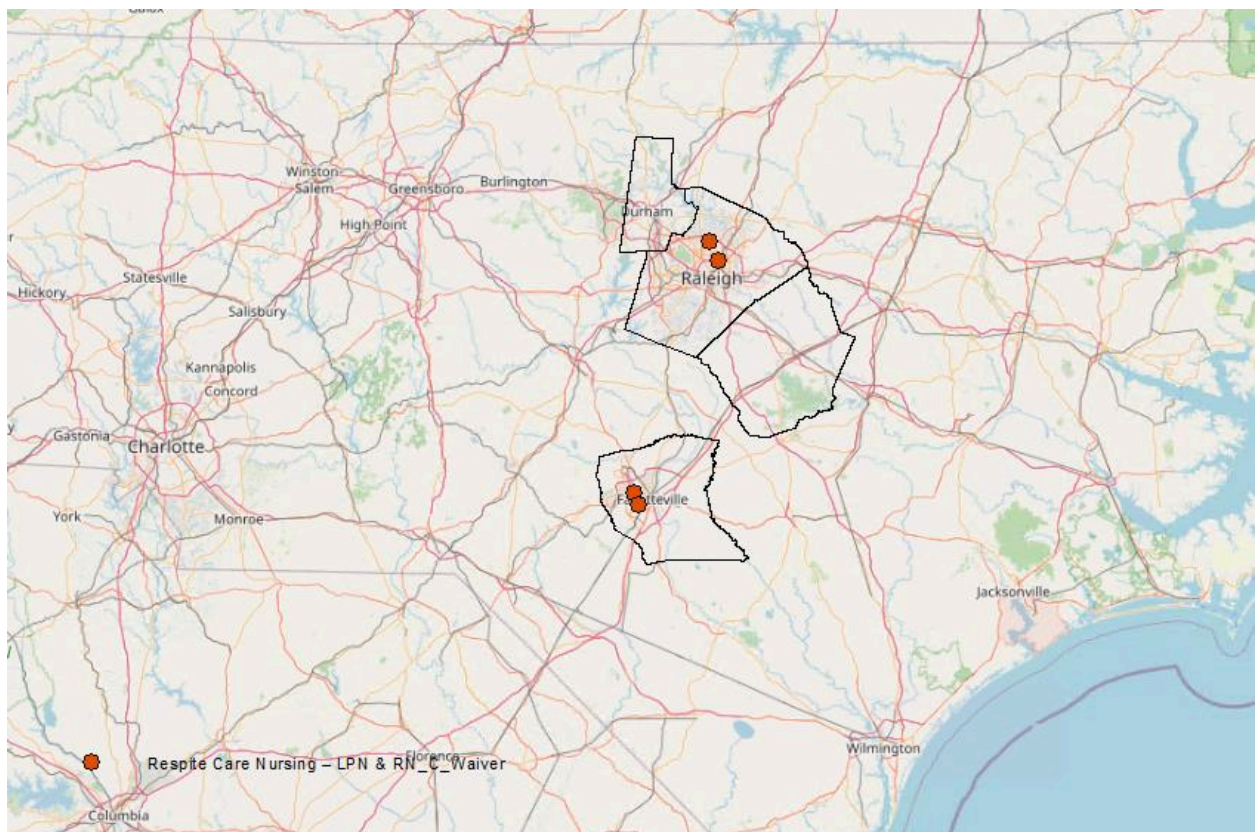 Galax
Winston-
Salem
Greensboro
Burlington
High Point
Durham
Statesville
Hickory
Raleigh
Salisbury
Kannapolis
Concord
Gastonia
Charlotte
York
Monroe
Fayetteville
Jacksonville
Wilmington
Florence
Respite Care Nursing – LPN & RN_C_Waiver
Columbia